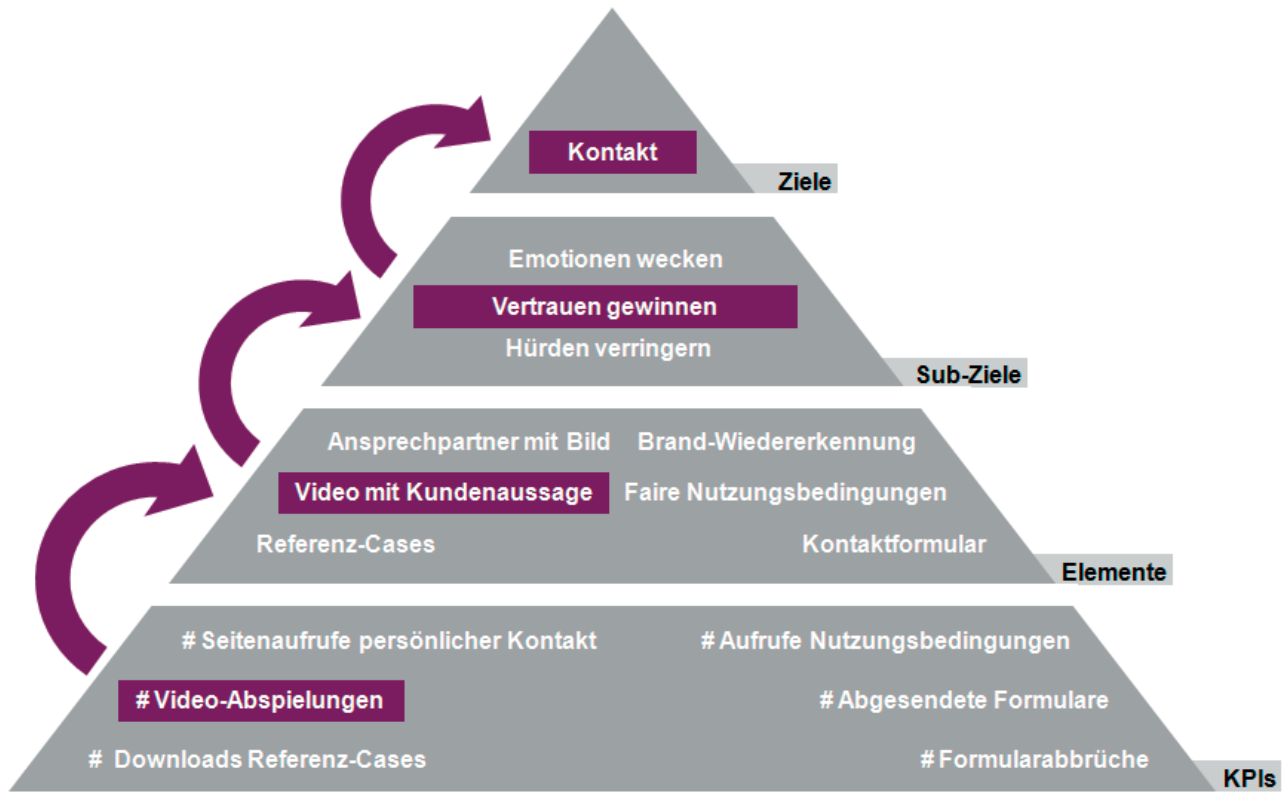 Kontakt
Ziele
Emotionen wecken
Vertrauen gewinnen
Hürden verringern
Sub-Ziele
Ansprechpartner mit Bild Brand-Wiedererkennung
Video mit Kundenaussage Faire Nutzungsbedingungen
Referenz-Cases Kontaktformular
Elemente
# Seitenaufrufe persönlicher Kontakt # Aufrufe Nutzungsbedingungen
# Video-Abspielungen # Abgesendete Formulare
# Downloads Referenz-Cases # Formularabbrüche
KPIs